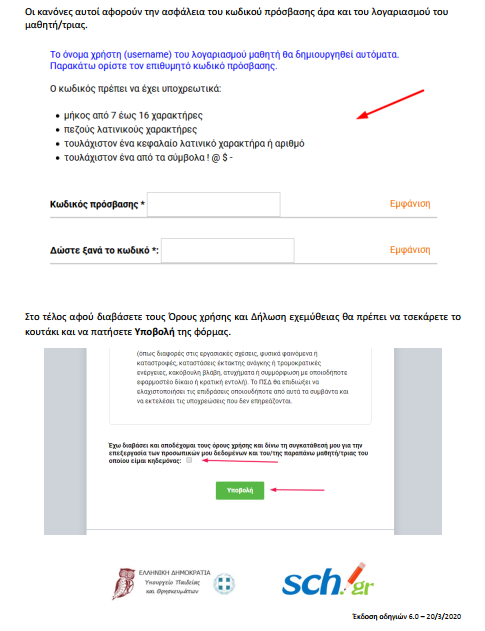 Οι κανόνες αυτοί αφορούν την ασφάλεια του κωδικού πρόσβασης άρα και του λογαριασμού του
μαθητή/τριας.
Το όνομα χρήστη (username) του λογαριασμού μαθητή θα δημιουργηθεί αυτόματα.
Παρακάτω ορίστε τον επιθυμητό κωδικό πρόσβασης.
Ο κωδικός πρέπει να έχει υποχρεωτικά:
• μήκος από 7 έως 16 χαρακτήρες
• πεζούς λατινικούς χαρακτήρες
• τουλάχιστον ένα κεφαλαίο λατινικό χαρακτήρα ή αριθμό
• τουλάχιστον ένα από τα σύμβολα ! @ $ -
Κωδικός πρόσβασης * Εμφάνιση
Δώστε ξανά το κωδικό *: Εμφάνιση
Στο τέλος αφού διαβάσετε τους Όρους χρήσης και Δήλωση εχεμύθειας θα πρέπει να τσεκάρετε το
κουτάκι και να πατήσετε Υποβολή της φόρμας.
(όπως διαφορές στις εργασιακές σχέσεις, φυσικά φαινόμενα ή
καταστροφές, καταστάσεις έκτακτης ανάγκης ή τρομοκρατικές
ενέργειες, κακόβουλη βλάβη, ατυχήματα ή συμμόρφωση με οποιοδήποτε
εφαρμοστέο δίκαιο ή κρατική εντολή). Το ΠΣΔ θα επιδιώξει να
ελαχιστοποιήσει τις επιδράσεις οποιουδήποτε από αυτά τα συμβάντα και
να εκτελέσει τις υποχρεώσεις που δεν επηρεάζονται.
Έχω διαβάσει και αποδέχομαι τους όρους χρήσης και δίνω τη συγκατάθεσή μου για την
επεξεργασία των προσωπικών μου δεδομένων και του/της παραπάνω μαθητή/τριας του
οποίου είμαι κηδεμόνας:
Υποβολή
ΕΛΛΗΝΙΚΗ ΔΗΜΟΚΡΑΤΙΑ
Υπουργείο Παιδείας
και Θρησκευμάτων
sch.gr
Έκδοση οδηγιών 6.0 – 20/3/2020